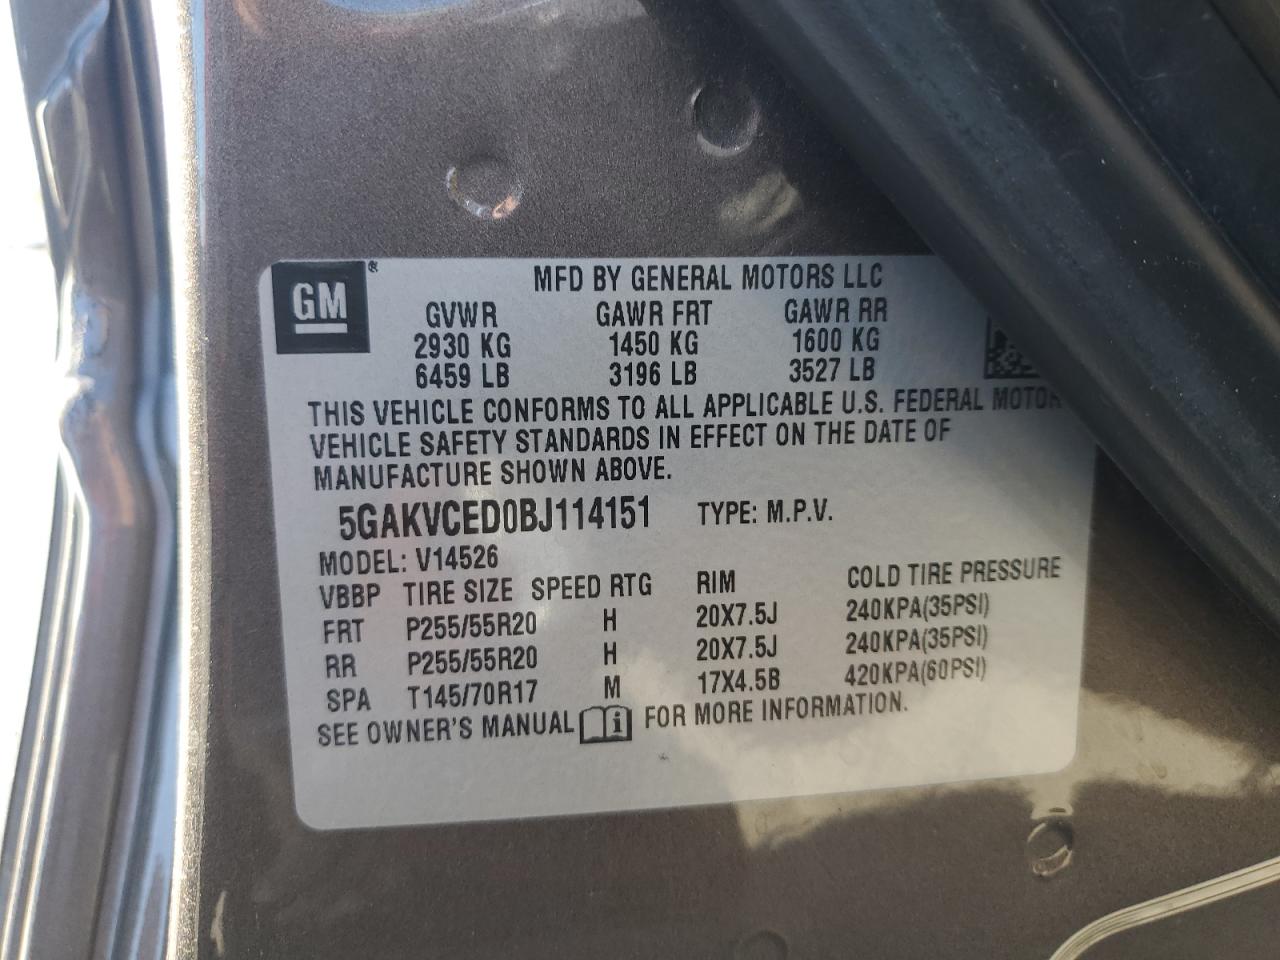 GM®
MFD BY GENERAL MOTORS LLC
GVWR GAWR FRT GAWR RR
2930 KG 1450 KG 1600 KG
6459 LB 3196 LB 3527 LB
THIS VEHICLE CONFORMS TO ALL APPLICABLE U.S. FEDERAL MOTOR
VEHICLE SAFETY STANDARDS IN EFFECT ON THE DATE OF
MANUFACTURE SHOWN ABOVE.
5GAKVCED0BJ114151 TYPE: M.P.V.
MODEL: V14526
VBBP TIRE SIZE SPEED RTG RIM COLD TIRE PRESSURE
FRT P255/55R20 H 20X7.5J 240KPA(35PSI)
RR P255/55R20 H 20X7.5J 240KPA(35PSI)
SPA T145/70R17 M 17X4.5B 420KPA(60PSI)
SEE OWNER'S MANUAL i FOR MORE INFORMATION.